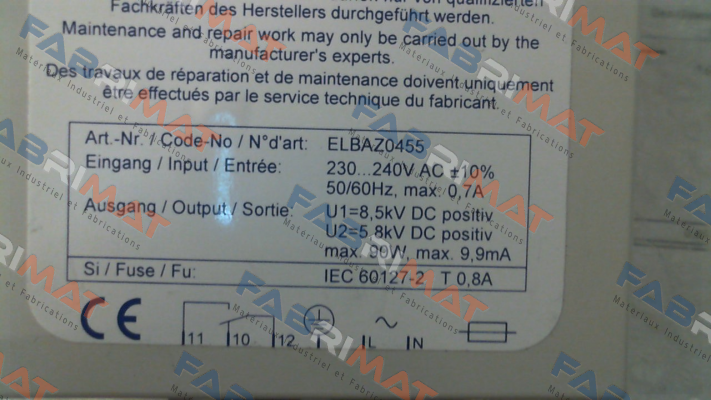 Fachkräften des Herstellers durchgeführt werden.
Maintenance and repair work may only be carried out by the
manufacturer's experts.
Des travaux de réparation et de maintenance doivent uniquement
être effectués par le service technique du fabricant.
Art.-Nr. / Code-No / N°d'art: ELBAZ0455
Eingang / Input / Entrée: 230...240V AC ±10%
50/60Hz, max. 0,7A
Ausgang / Output / Sortie: U1=8,5kV DC positiv
U2=5,8kV DC positiv
max. 90W, max. 9,9mA
Si / Fuse / Fu: IEC 60127-2 T 0,8A
CE
11 10 12 L N
FABRIMAT
Materiaux Industriel et Fabrications